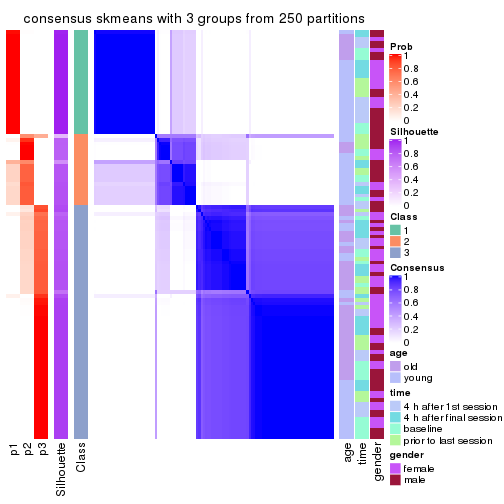 consensus skmeans with 3 groups from 250 partitions
Prob
1
0.8
0.6
0.4
0.2
0
Silhouette
1
0.8
0.6
0.4
0.2
0
Class
1
2
3
Consensus
1
0.8
0.6
0.4
0.2
0
age
old
young
time
4 h after 1st session
4 h after final session
baseline
prior to last session
gender
female
male
p1
p2
p3
Silhouette
Class
age
time
gender